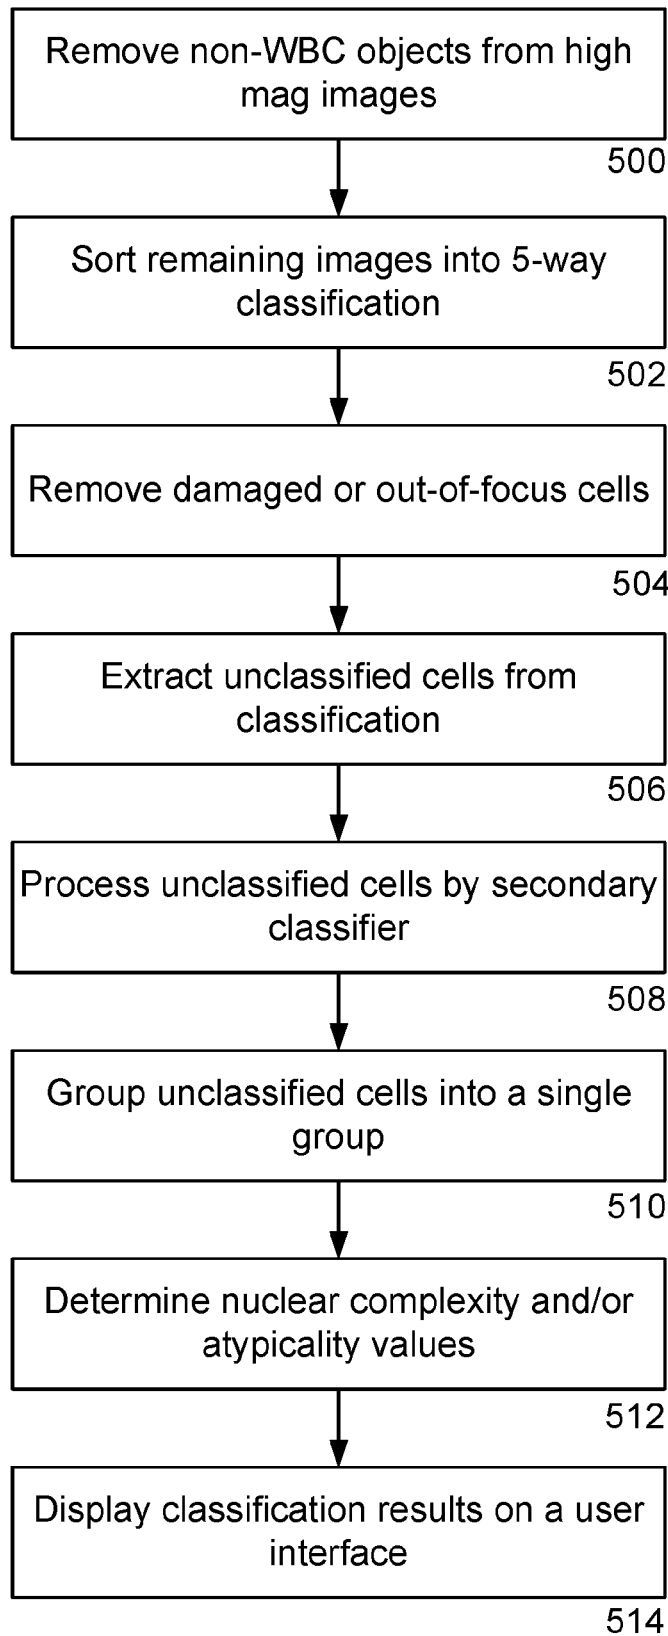 Remove non-WBC objects from high
mag images
500
Sort remaining images into 5-way
classification
502
Remove damaged or out-of-focus cells
504
Extract unclassified cells from
classification
506
Process unclassified cells by secondary
classifier
508
Group unclassified cells into a single
group
510
Determine nuclear complexity and/or
atypicality values
512
Display classification results on a user
interface
514